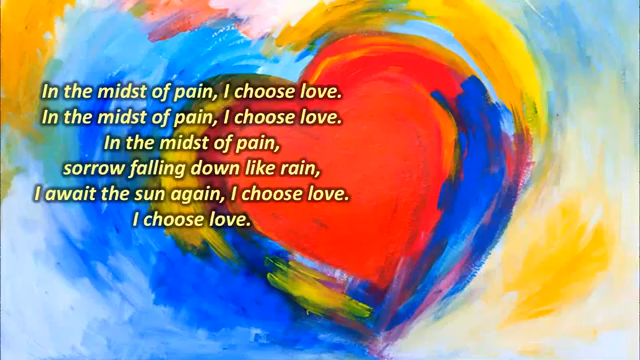 In the midst of pain, I choose love.
In the midst of pain, I choose love.
In the midst of pain,
sorrow falling down like rain,
I await the sun again, I choose love.
I choose love.